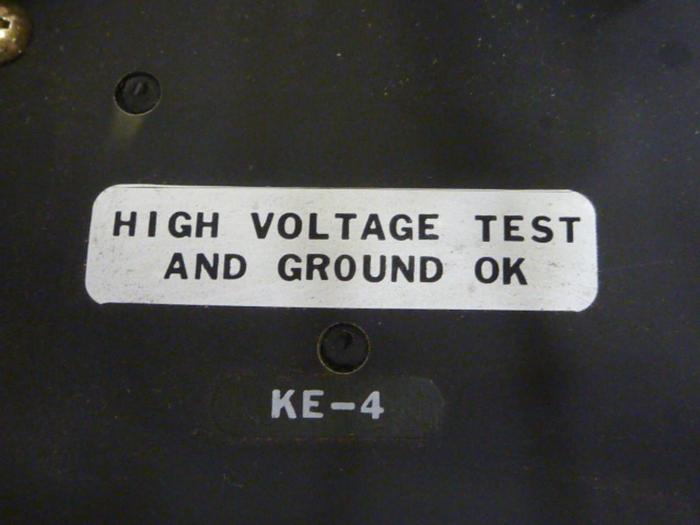 HIGH VOLTAGE TEST
AND GROUND OK
KE-4